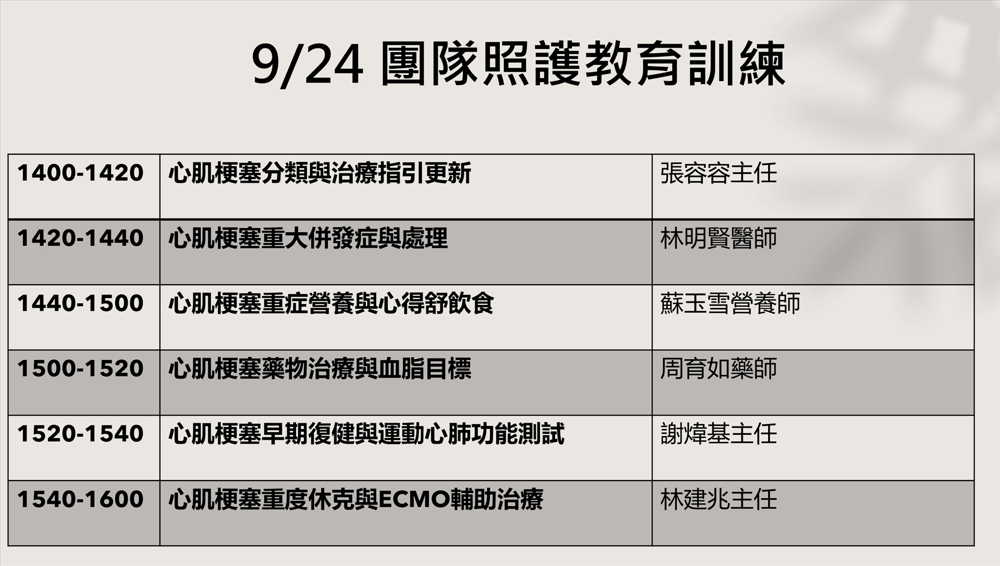 9/24 團隊照護教育訓練
1400-1420 心肌梗塞分類與治療指引更新 張容容主任
1420-1440 心肌梗塞重大併發症與處理 林明賢醫師
1440-1500 心肌梗塞重症營養與心得舒飲食 蘇玉雪營養師
1500-1520 心肌梗塞藥物治療與血脂目標 周育如藥師
1520-1540 心肌梗塞早期復健與運動心肺功能測試 謝煒基主任
1540-1600 心肌梗塞重度休克與ECMO輔助治療 林建兆主任